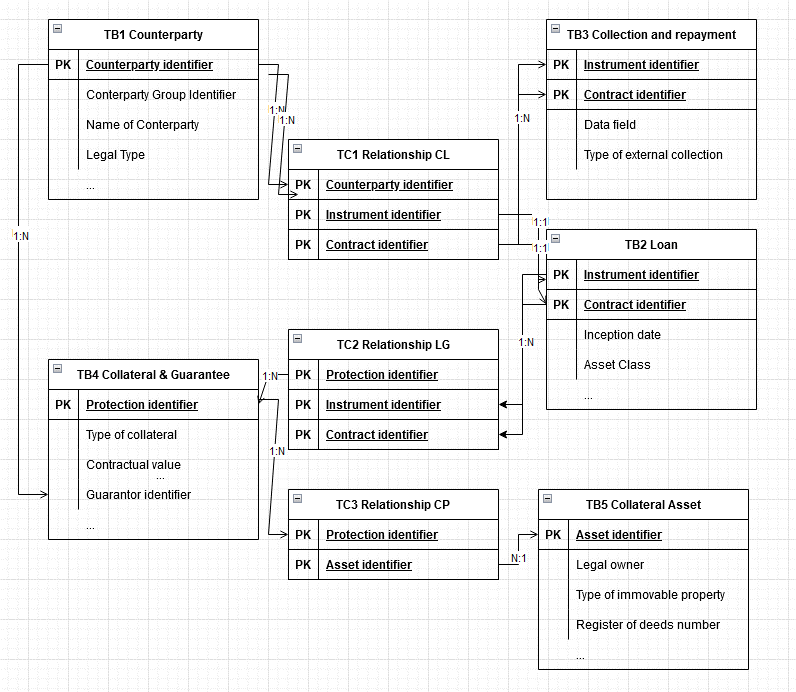 TB1 Counterparty
PK Counterparty identifier
Conterparty Group Identifier
Name of Conterparty
Legal Type
...
TB3 Collection and repayment
PK Instrument identifier
PK Contract identifier
Data field
Type of external collection
1:N
1:N
1:N
TC1 Relationship CL
PK Counterparty identifier
PK Instrument identifier
PK Contract identifier
1:1
1:1
1:N
TB2 Loan
PK Instrument identifier
PK Contract identifier
Inception date
Asset Class
...
1:N
TC2 Relationship LG
PK Protection identifier
PK Instrument identifier
PK Contract identifier
1:N
TB4 Collateral & Guarantee
PK Protection identifier
Type of collateral
Contractual value
...
Guarantor identifier
...
1:N
TC3 Relationship CP
PK Protection identifier
PK Asset identifier
N:1
TB5 Collateral Asset
PK Asset identifier
Legal owner
Type of immovable property
Register of deeds number
...